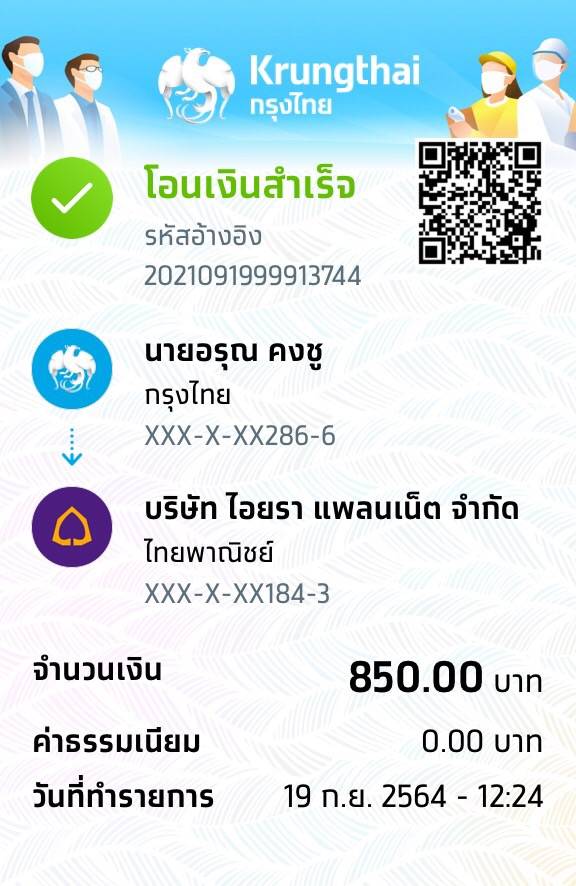 Krungthai
กรุงไทย
โอนเงินสำเร็จ
รหัสอ้างอิง
2021091999913744
นายอรุณ คงชู
กรุงไทย
XXX-X-XX286-6
บริษัท ไอยรา แพลนเน็ต จำกัด
ไทยพาณิชย์
XXX-X-XX184-3
จำนวนเงิน 850.00 บาท
ค่าธรรมเนียม 0.00 บาท
วันที่ทำรายการ 19 ก.ย. 2564 - 12:24